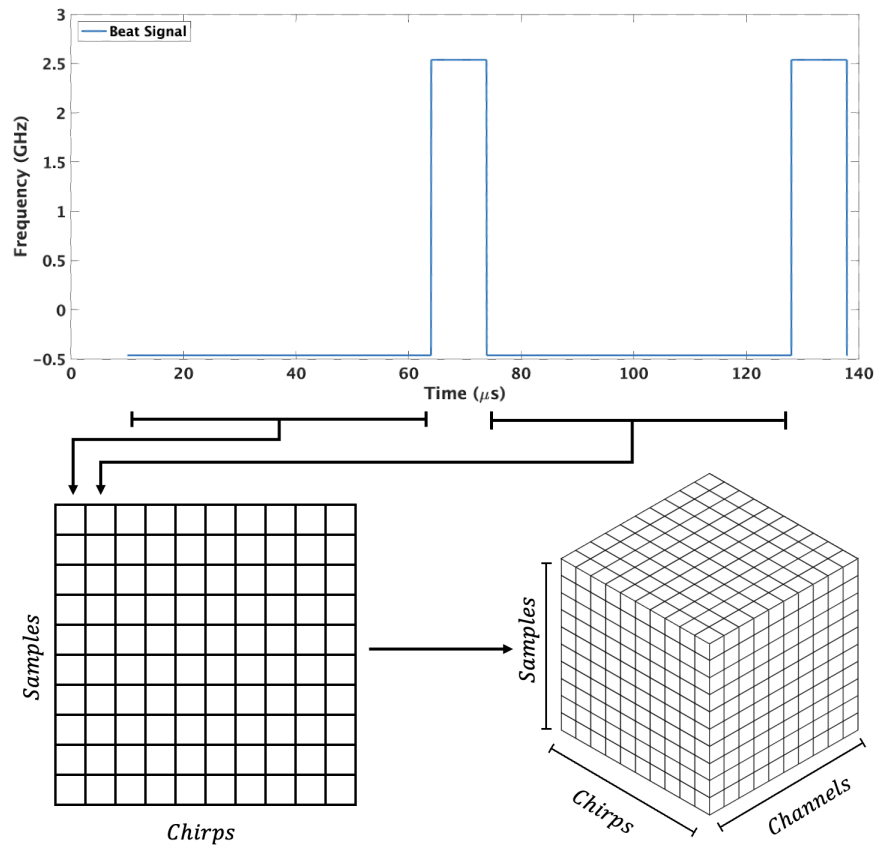 3
Beat Signal
2.5
2
1.5
1
0.5
0
−0.5
Frequency (GHz)
0 20 40 60 80 100 120 140
Time (μs)
Samples
Chirps
Samples
Chirps
Channels